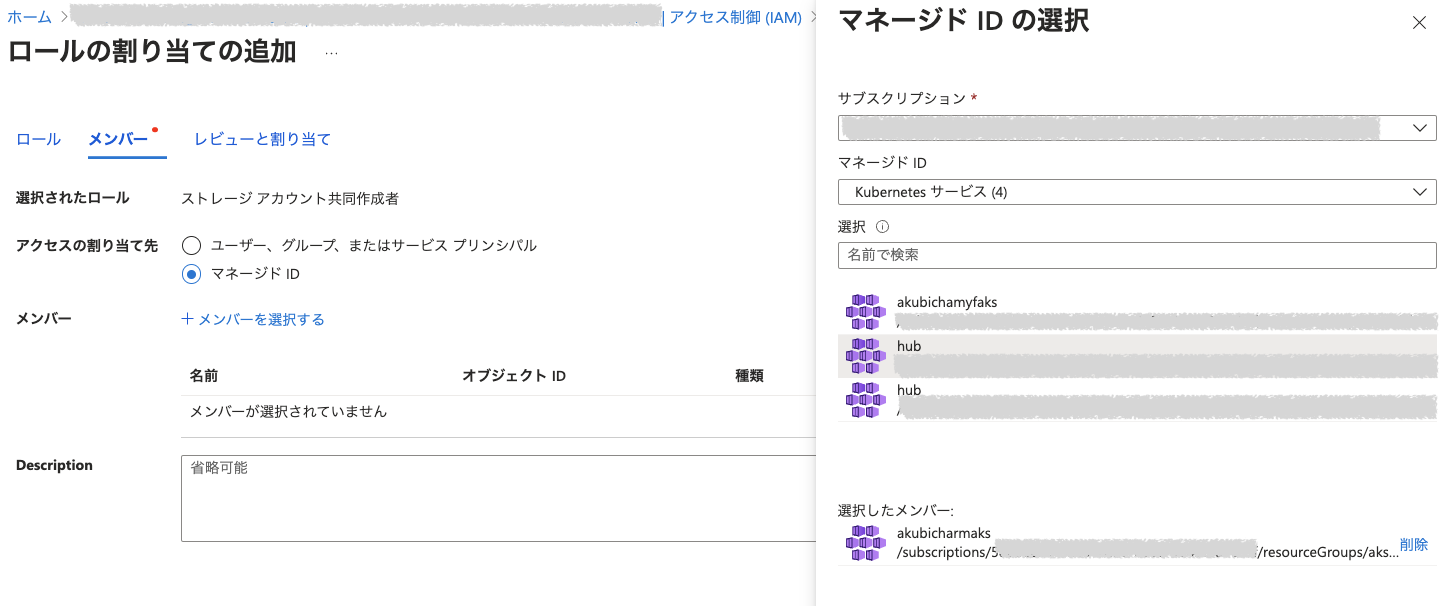 ホーム > | アクセス制御 (IAM) >
ロールの割り当ての追加 ...
ロール メンバー レビューと割り当て
選択されたロール ストレージ アカウント共同作成者
アクセスの割り当て先 ユーザー、グループ、またはサービス プリンシパル
マネージド ID
メンバー + メンバーを選択する
名前 オブジェクト ID 種類
メンバーが選択されていません
Description 省略可能
マネージド ID の選択
サブスクリプション *
マネージド ID
Kubernetes サービス (4)
選択
名前で検索
akubichamyfaks
hub
hub
選択したメンバー:
akubicharmaks
/subscriptions/5 /resourceGroups/aks...
削除